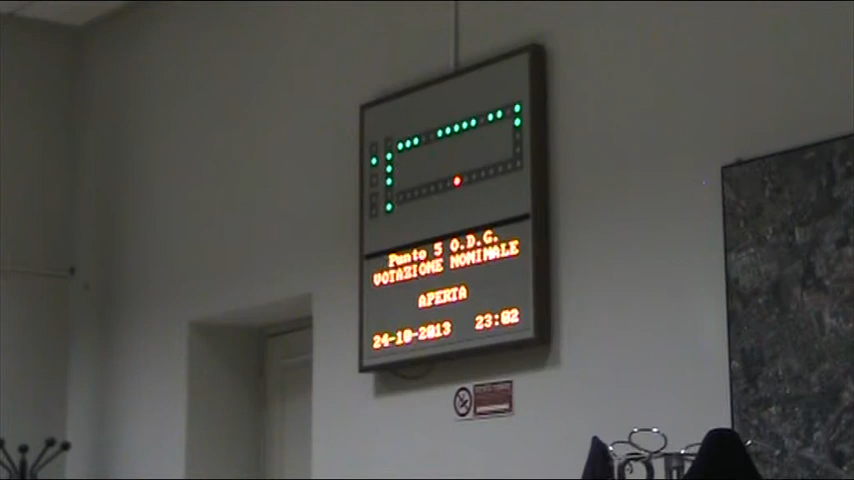 Punto 5 O.D.G.
VOTAZIONE NOMINALE
APERTA
24-10-2013 23:02